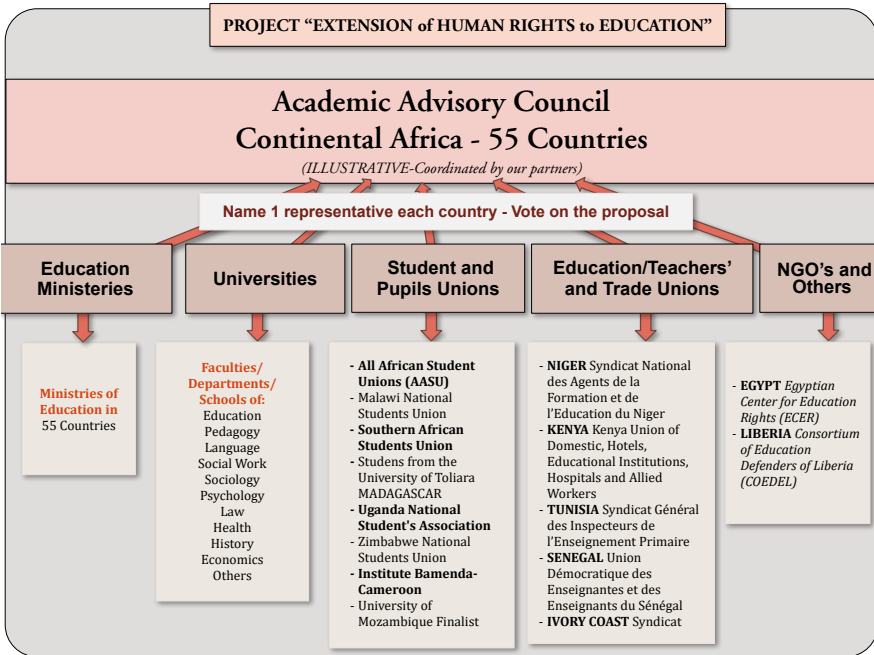 PROJECT “EXTENSION of HUMAN RIGHTS to EDUCATION”
Academic Advisory Council
Continental Africa - 55 Countries
(ILLUSTRATIVE-Coordinated by our partners)
Name 1 representative each country - Vote on the proposal
Education
Ministeries
Universities
Student and
Pupils Unions
Education/Teachers’
and Trade Unions
NGO’s and
Others
Ministries of
Education in
55 Countries
Faculties/
Departments/
Schools of:
Education
Pedagogy
Language
Social Work
Sociology
Psychology
Law
Health
History
Economics
Others
- All African Student
Unions (AASU)
- Malawi National
Students Union
- Southern African
Students Union
- Studens from the
University of Toliara
MADAGASCAR
- Uganda National
Student's Association
- Zimbabwe National
Students Union
- Institute Bamenda-
Cameroon
- University of
Mozambique Finalist
- NIGER Syndicat National
des Agents de la
Formation et de
l’Education du Niger
- KENYA Kenya Union of
Domestic, Hotels,
Educational Institutions,
Hospitals and Allied
Workers
- TUNISIA Syndicat Général
des Inspecteurs de
l’Enseignement Primaire
- SENEGAL Union
Démocratique des
Enseignantes et des
Enseignants du Sénégal
- IVORY COAST Syndicat
- EGYPT Egyptian
Center for Education
Rights (ECER)
- LIBERIA Consortium
of Education
Defenders of Liberia
(COEDEL)